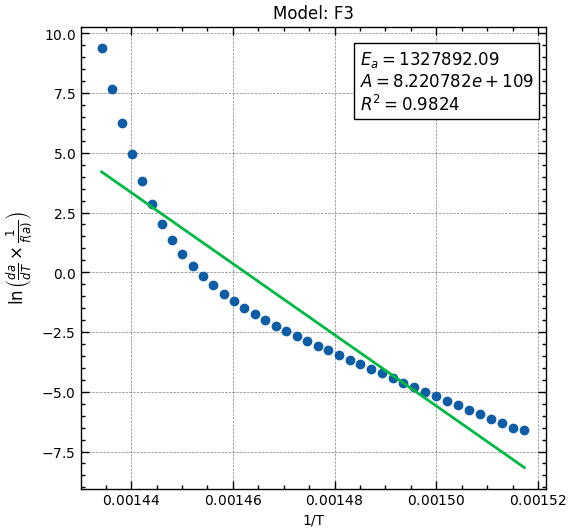 Model: F3
10.0
7.5
5.0
2.5
0.0
−2.5
−5.0
−7.5
ln(da/dT × 1/f(a))
E_a = 1327892.09
A = 8.220782e + 109
R² = 0.9824
0.00144 0.00146 0.00148 0.00150 0.00152
1/T